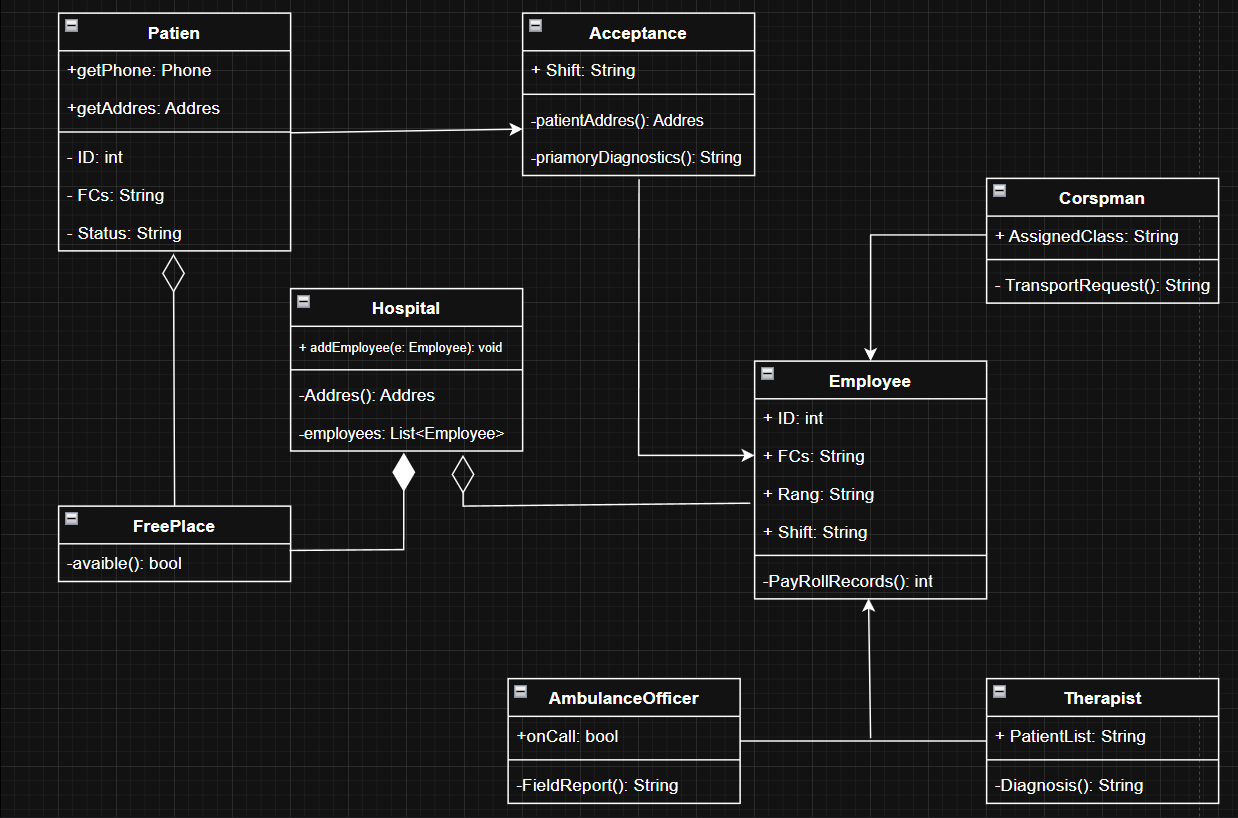 Patien
+getPhone: Phone
+getAddres: Addres
- ID: int
- FCs: String
- Status: String
Acceptance
+ Shift: String
-patientAddres(): Addres
-priamoryDiagnostics(): String
Corspman
+ AssignedClass: String
- TransportRequest(): String
Hospital
+ addEmployee(e: Employee): void
-Addres(): Addres
-employees: List<Employee>
Employee
+ ID: int
+ FCs: String
+ Rang: String
+ Shift: String
-PayRollRecords(): int
FreePlace
-avaible(): bool
AmbulanceOfficer
+onCall: bool
-FieldReport(): String
Therapist
+ PatientList: String
-Diagnosis(): String